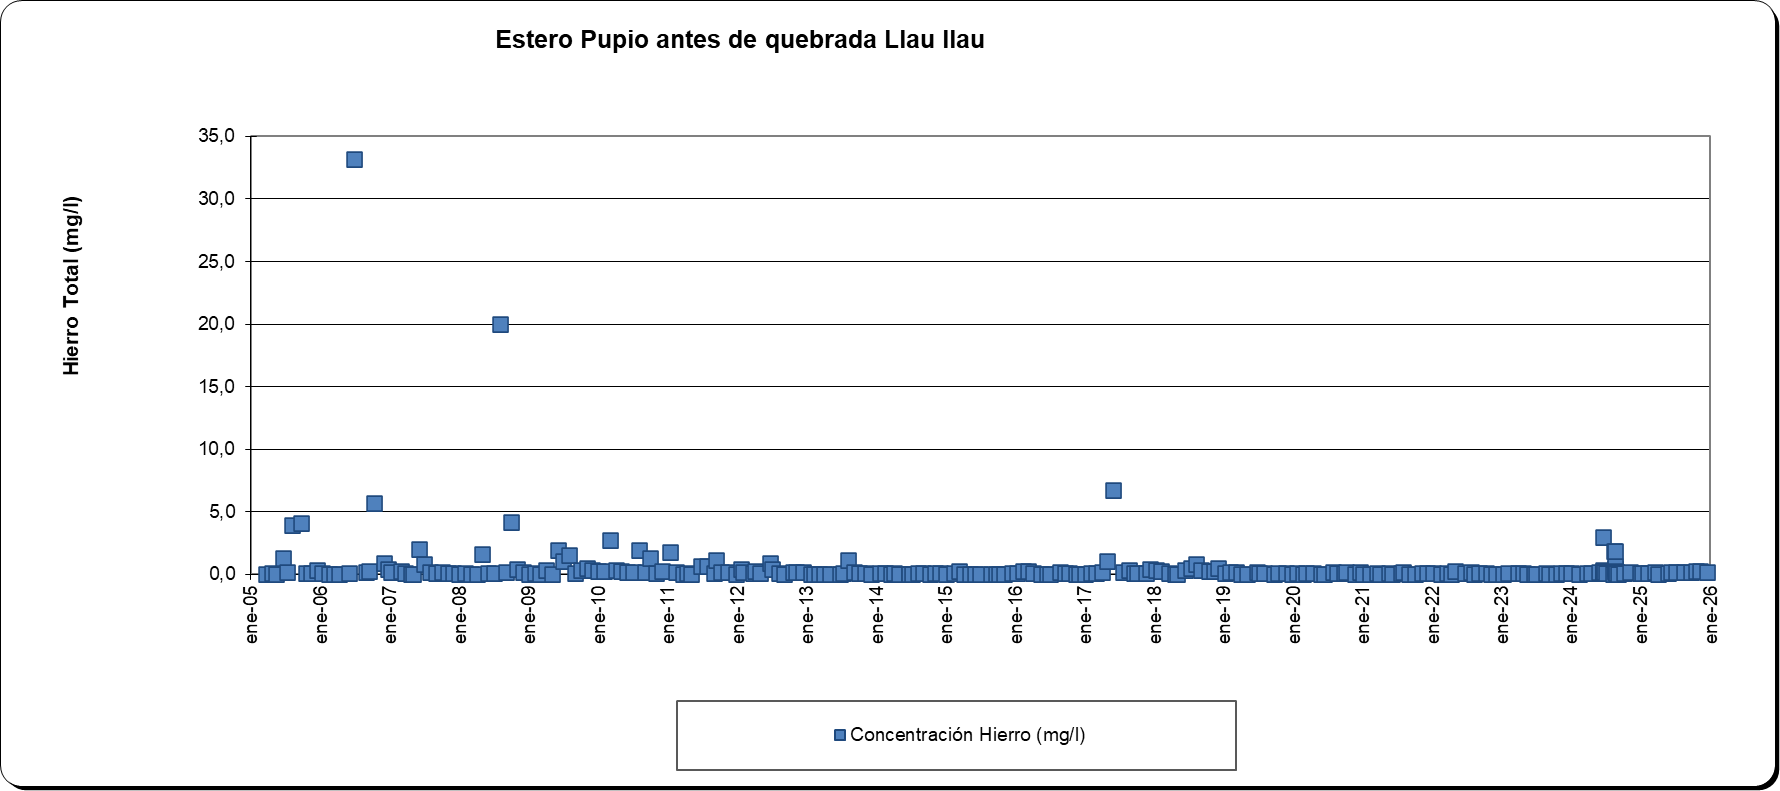 Estero Pupio antes de quebrada Llau llau
Hierro Total (mg/l)
35,0
30,0
25,0
20,0
15,0
10,0
5,0
0,0
ene-05
ene-06
ene-07
ene-08
ene-09
ene-10
ene-11
ene-12
ene-13
ene-14
ene-15
ene-16
ene-17
ene-18
ene-19
ene-20
ene-21
ene-22
ene-23
ene-24
ene-25
ene-26
Concentración Hierro (mg/l)